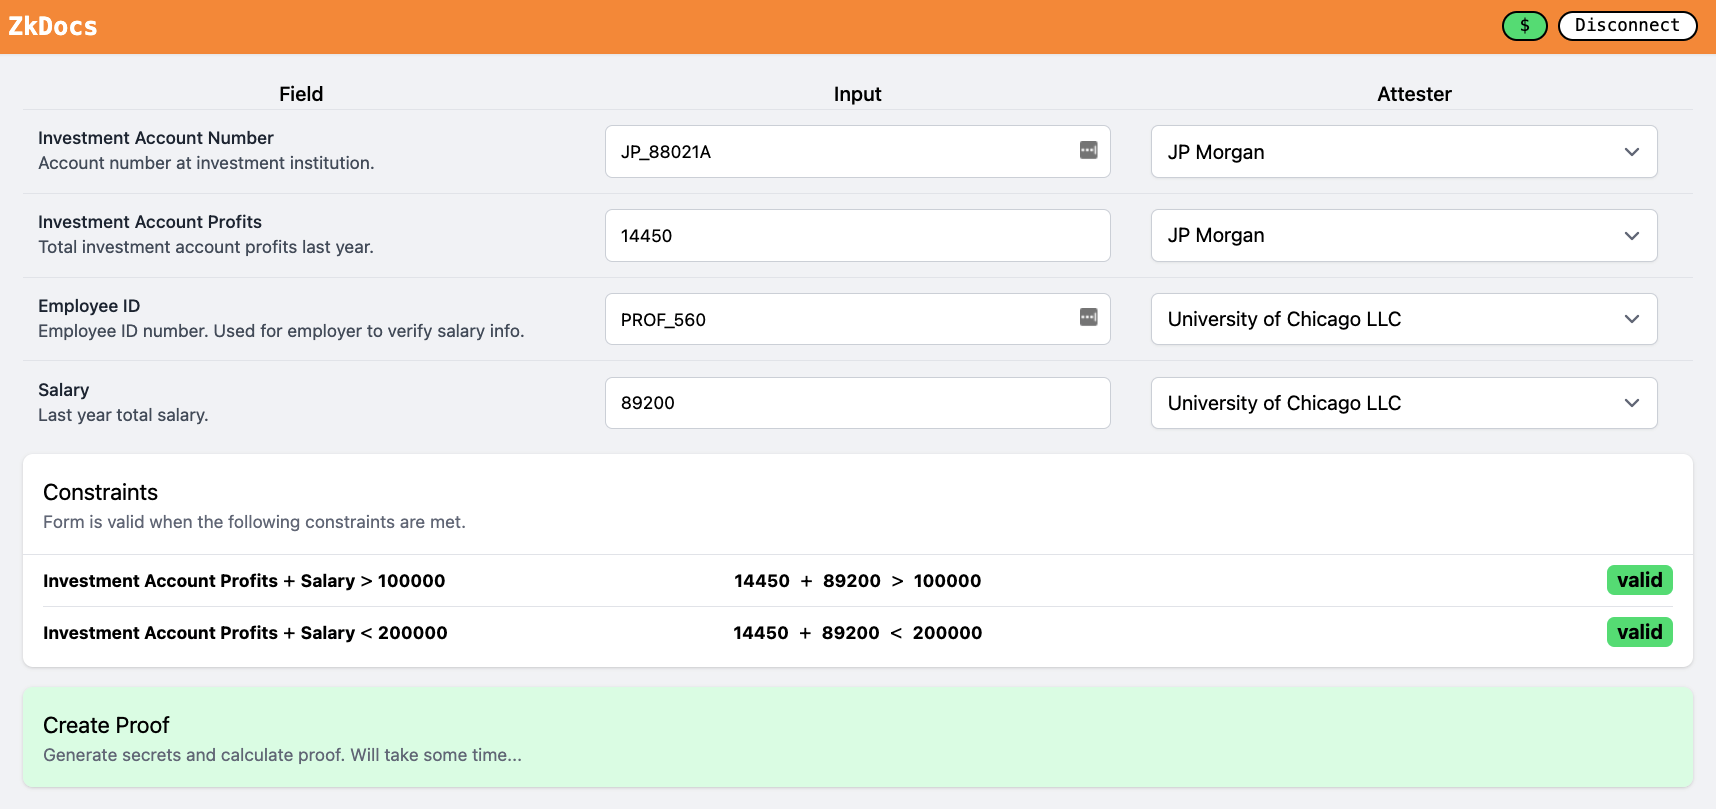 ZkDocs
$
Disconnect
Field Input Attester
Investment Account Number
Account number at investment institution.
JP_88021A
JP Morgan
Investment Account Profits
Total investment account profits last year.
14450
JP Morgan
Employee ID
Employee ID number. Used for employer to verify salary info.
PROF_560
University of Chicago LLC
Salary
Last year total salary.
89200
University of Chicago LLC
Constraints
Form is valid when the following constraints are met.
Investment Account Profits + Salary > 100000 14450 + 89200 > 100000 valid
Investment Account Profits + Salary < 200000 14450 + 89200 < 200000 valid
Create Proof
Generate secrets and calculate proof. Will take some time...